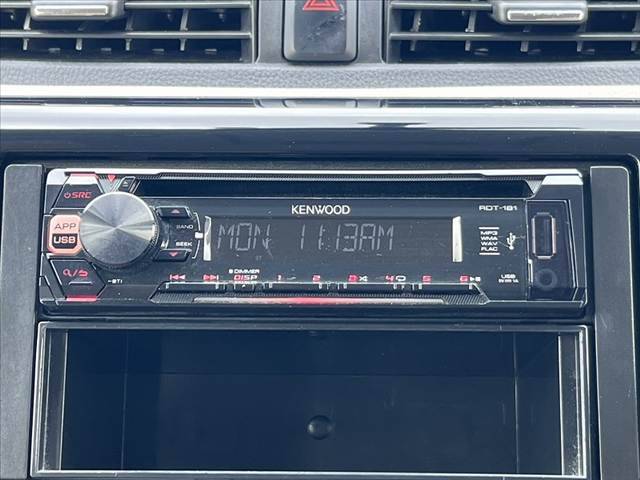 SRC
KENWOOD
RDT-181
APP
USB
BAND
SEEK
MON 11:13AM
MP3
WMA
WAV
FLAC
DIMMER
DISP
1
2
3
4
5
6
USB